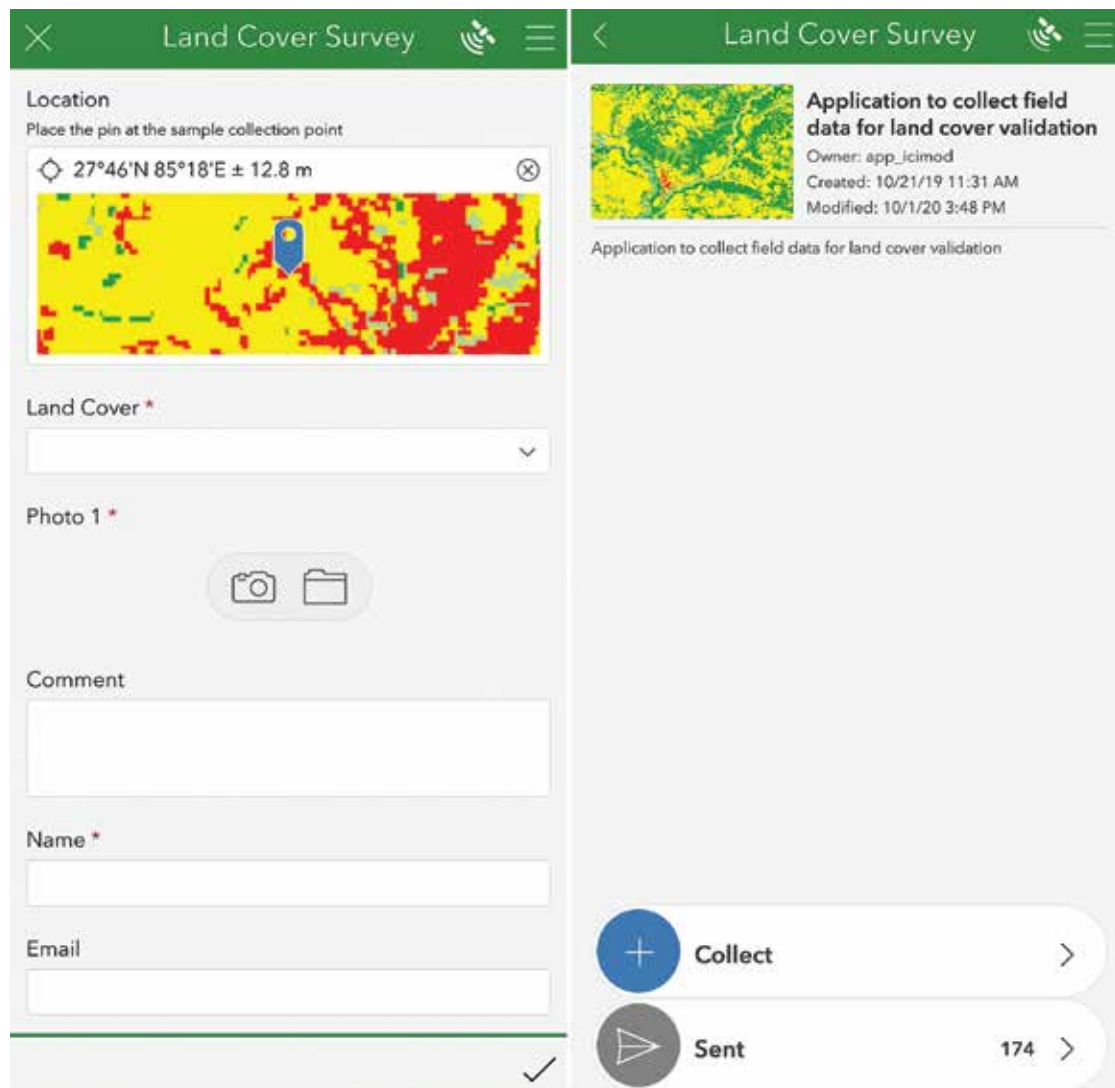 Land Cover Survey
Location
Place the pin at the sample collection point
27°46'N 85°18'E ± 12.8 m
Land Cover *
Photo 1 *
Comment
Name *
Email
Land Cover Survey
Application to collect field
data for land cover validation
Owner: app_icimod
Created: 10/21/19 11:31 AM
Modified: 10/1/20 3:48 PM
Application to collect field data for land cover validation
Collect
Sent 174